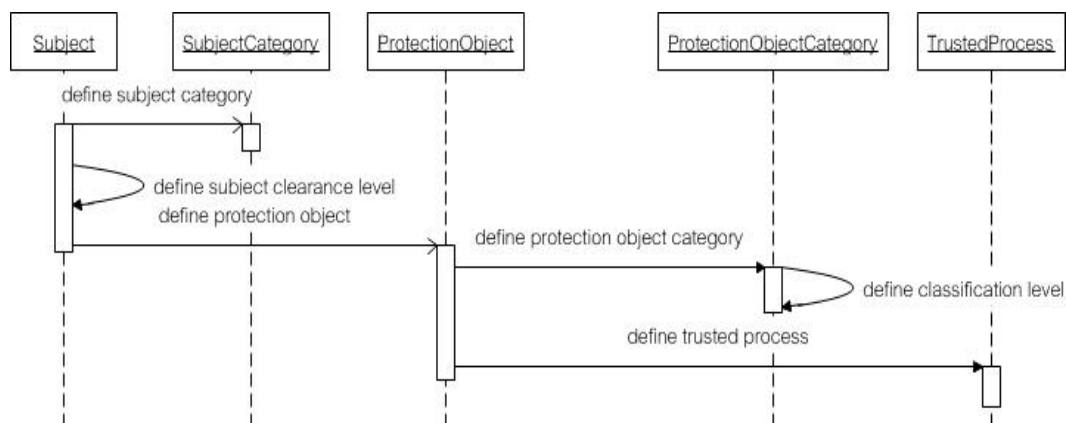 Subject
SubjectCategory
ProtectionObject
ProtectionObjectCategory
TrustedProcess
define subject category
define subject clearance level
define protection object
define protection object category
define classification level
define trusted process